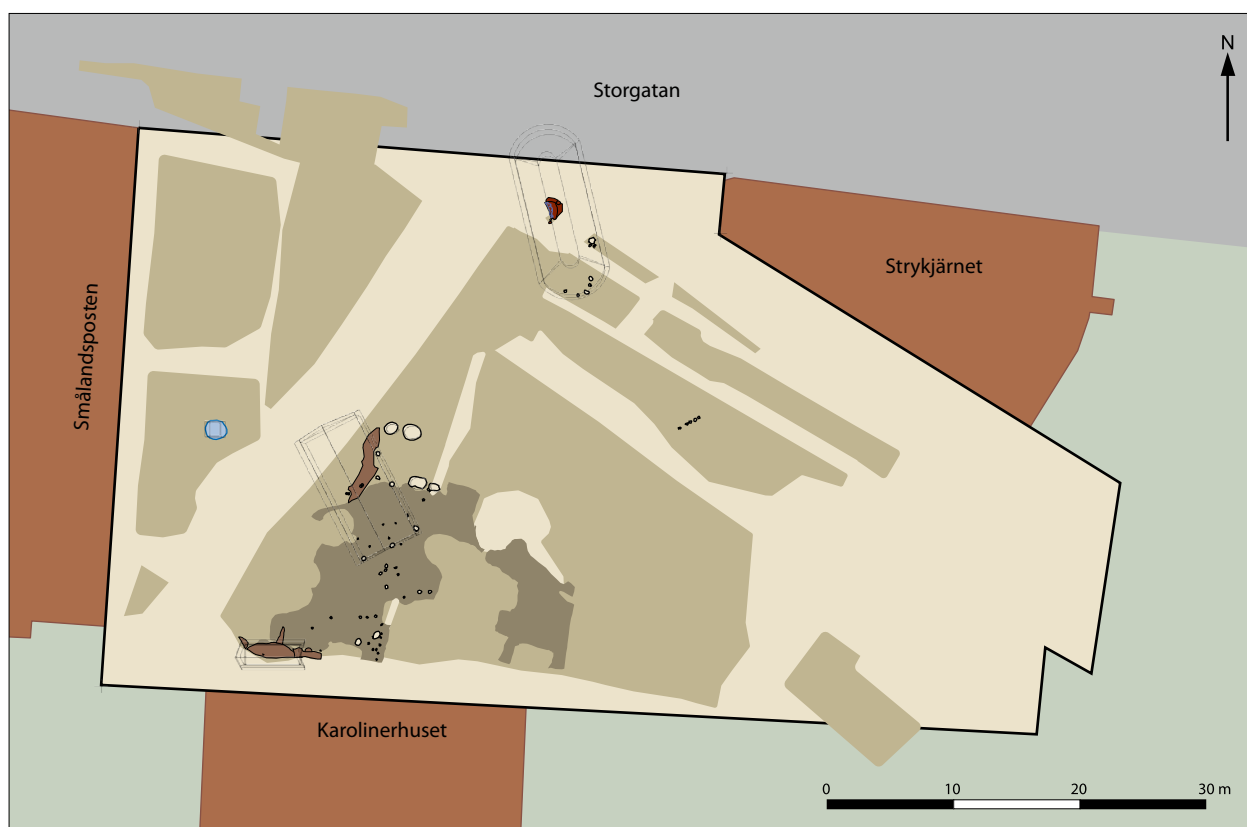 N
Storgatan
Strykjärnet
Smålandsposten
Karolinerhuset
0 10 20 30 m